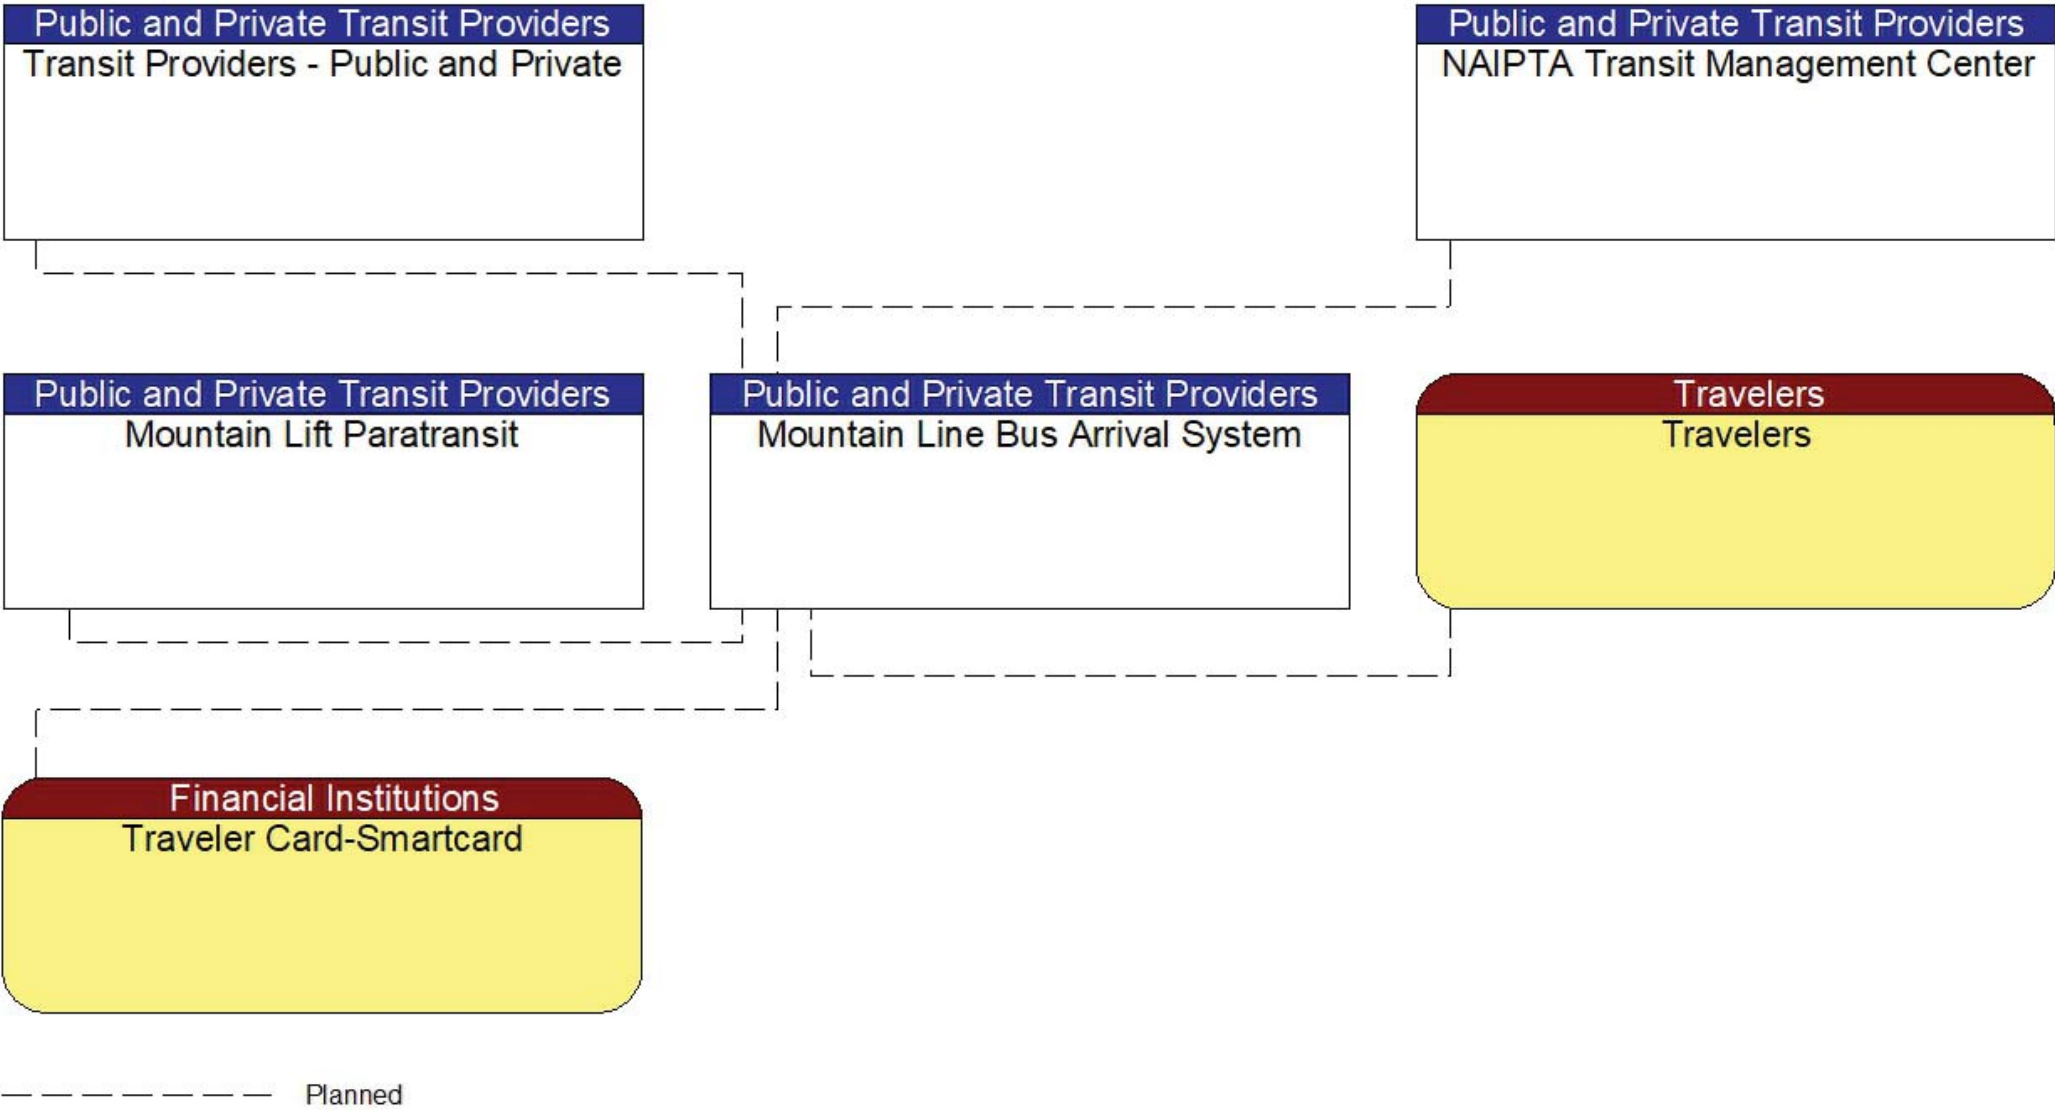 Public and Private Transit Providers
Transit Providers - Public and Private
Public and Private Transit Providers
NAIPTA Transit Management Center
Public and Private Transit Providers
Mountain Lift Paratransit
Public and Private Transit Providers
Mountain Line Bus Arrival System
Travelers
Travelers
Financial Institutions
Traveler Card-Smartcard
Planned